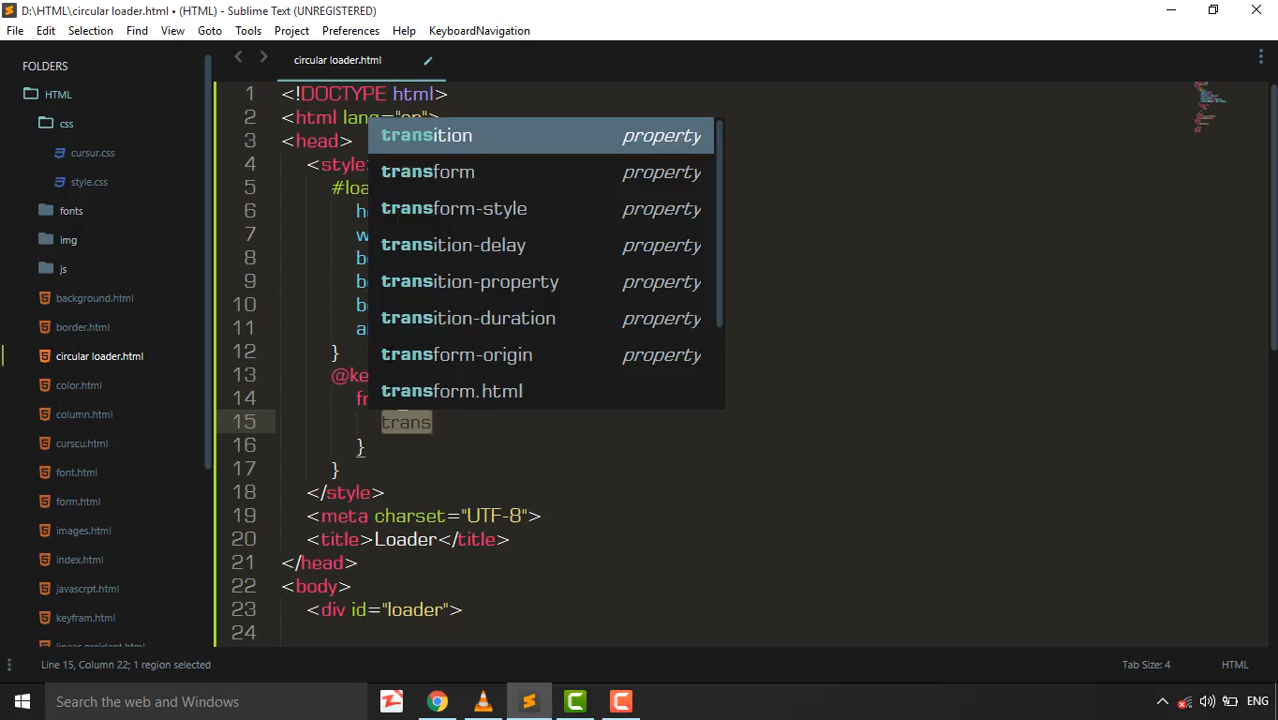 D:\HTML\circular loader.html • (HTML) - Sublime Text (UNREGISTERED)
File Edit Selection Find View Goto Tools Project Preferences Help KeyboardNavigation
FOLDERS
HTML
css
cursur.css
style.css
fonts
img
js
background.html
border.html
circular loader.html
color.html
column.html
curscu.html
font.html
form.html
images.html
index.html
javascrpt.html
keyfram.html
circular loader.html
1 <!DOCTYPE html>
2 <html lang="en">
3 <head>
4 <style
5 #loa
6 he
7 w
8 bo
9 bo
10 bo
11 an
12 }
13 @ke
14 fr
15 trans
16 }
17 }
18 </style>
19 <meta charset="UTF-8">
20 <title>Loader</title>
21 </head>
22 <body>
23 <div id="loader">
24
transition property
transform property
transform-style property
transition-delay property
transition-property property
transition-duration property
transform-origin property
transform.html
Line 15, Column 22; 1 region selected
Tab Size: 4
HTML
Search the web and Windows
ENG